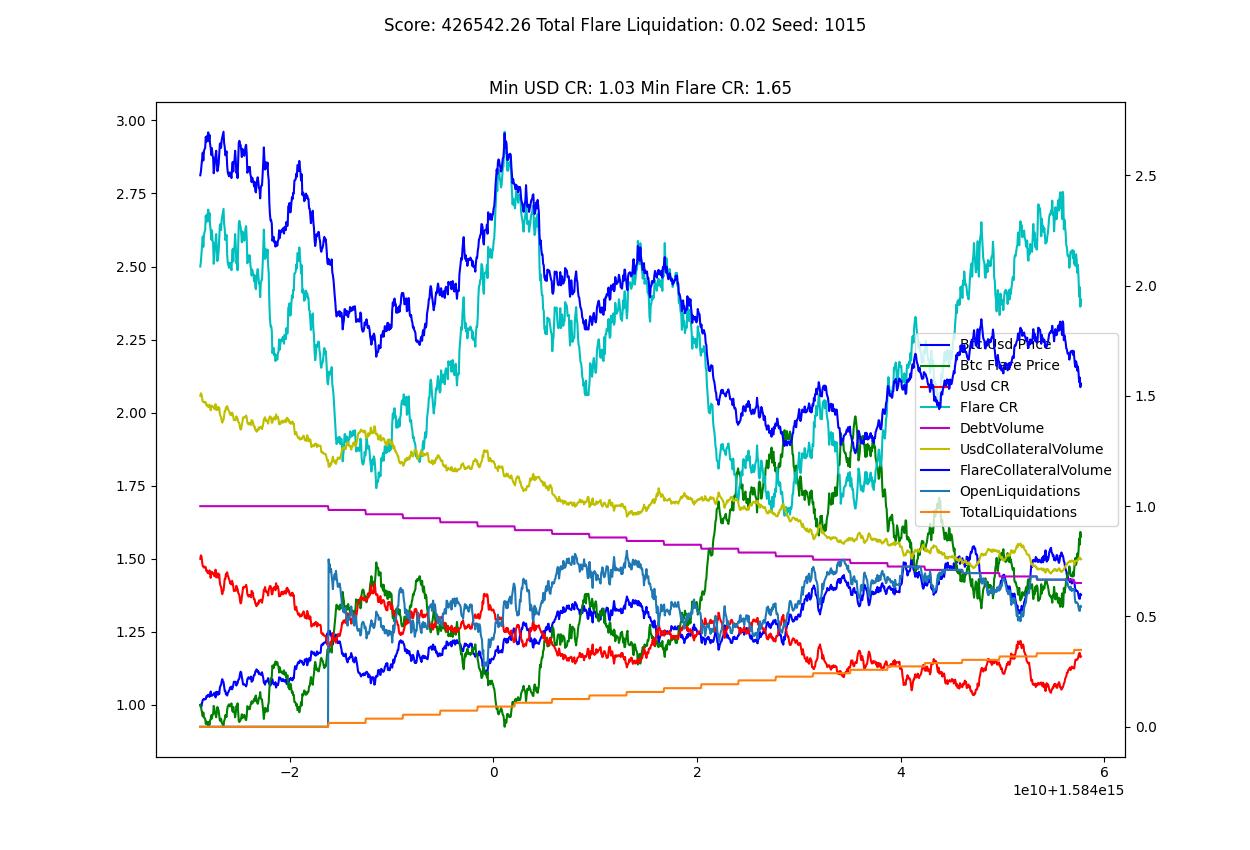 Score: 426542.26 Total Flare Liquidation: 0.02 Seed: 1015
Min USD CR: 1.03 Min Flare CR: 1.65
3.00
2.75
2.50
2.25
2.00
1.75
1.50
1.25
1.00
2.5
2.0
1.5
1.0
0.5
0.0
Btc Usd Price
Btc Flare Price
Usd CR
Flare CR
DebtVolume
UsdCollateralVolume
FlareCollateralVolume
OpenLiquidations
TotalLiquidations
−2 0 2 4 6
1e10+1.584e15